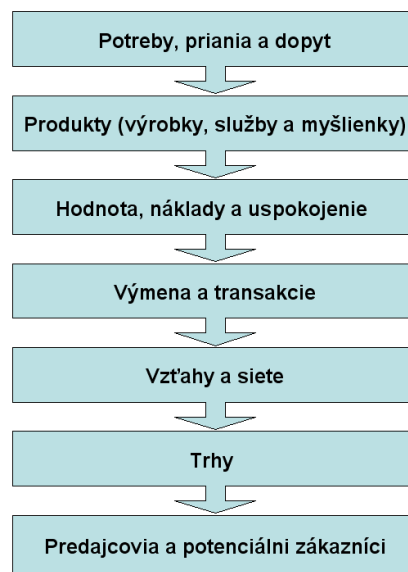 Potreby, priania a dopyt
Produkty (výrobky, služby a myšlienky)
Hodnota, náklady a uspokojenie
Výmena a transakcie
Vzťahy a siete
Trhy
Predajcovia a potenciálni zákazníci